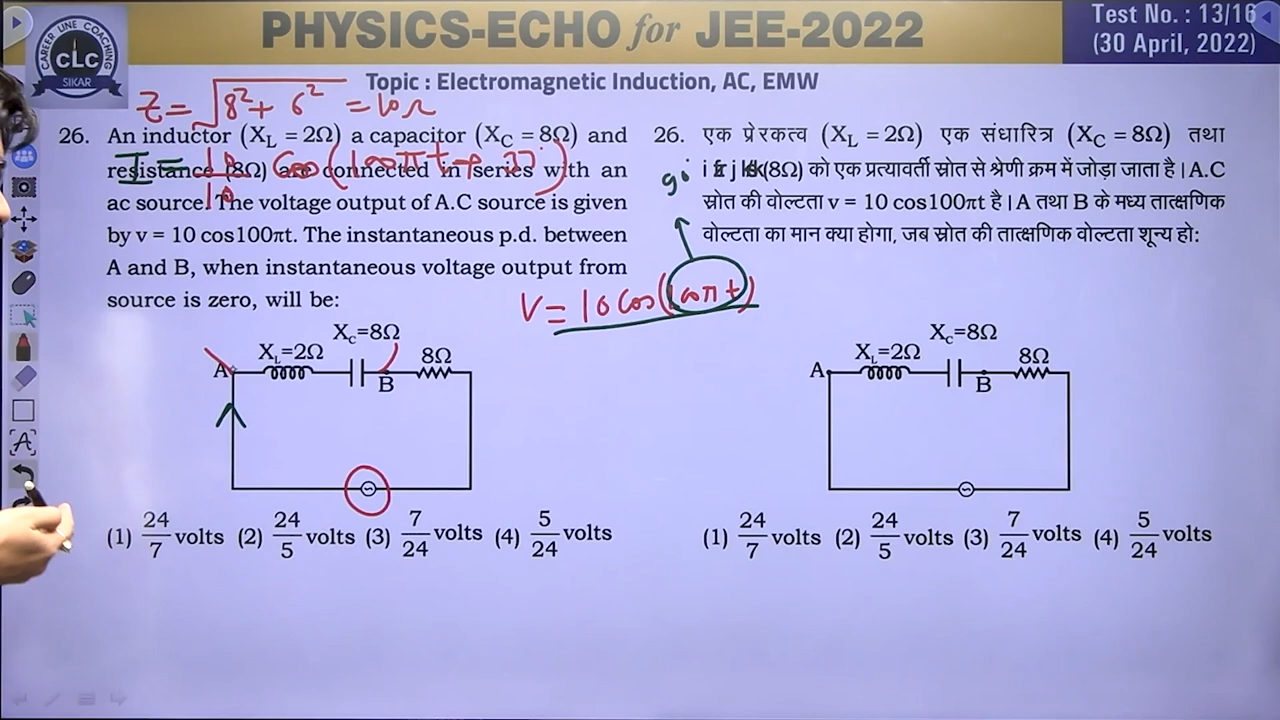 PHYSICS-ECHO for JEE-2022
Test No. : 13/16
(30 April, 2022)
CAREER LINE COACHING
CLC
SIKAR
Topic : Electromagnetic Induction, AC, EMW
Z = √8² + 6² = 10 Ω
26. An inductor (X_L = 2Ω) a capacitor (X_C = 8Ω) and
resistance (8Ω) are connected in series with an
ac source. The voltage output of A.C source is given
by v = 10 cos100πt. The instantaneous p.d. between
A and B, when instantaneous voltage output from
source is zero, will be:
I = 10/10 cos(100πt + 37°)
V = 10 cos(100πt)
90°
X_C=8Ω
X_L=2Ω
8Ω
A
B
(1) 24/7 volts (2) 24/5 volts (3) 7/24 volts (4) 5/24 volts
26. एक प्रेरकत्व (X_L = 2Ω) एक संधारित्र (X_C = 8Ω) तथा
(8Ω) को एक प्रत्यावर्ती स्रोत से श्रेणी क्रम में जोड़ा जाता है | A.C
स्रोत की वोल्टता v = 10 cos100πt है | A तथा B के मध्य तात्क्षणिक
वोल्टता का मान क्या होगा, जब स्रोत की तात्क्षणिक वोल्टता शून्य हो:
X_C=8Ω
X_L=2Ω
8Ω
A
B
(1) 24/7 volts (2) 24/5 volts (3) 7/24 volts (4) 5/24 volts